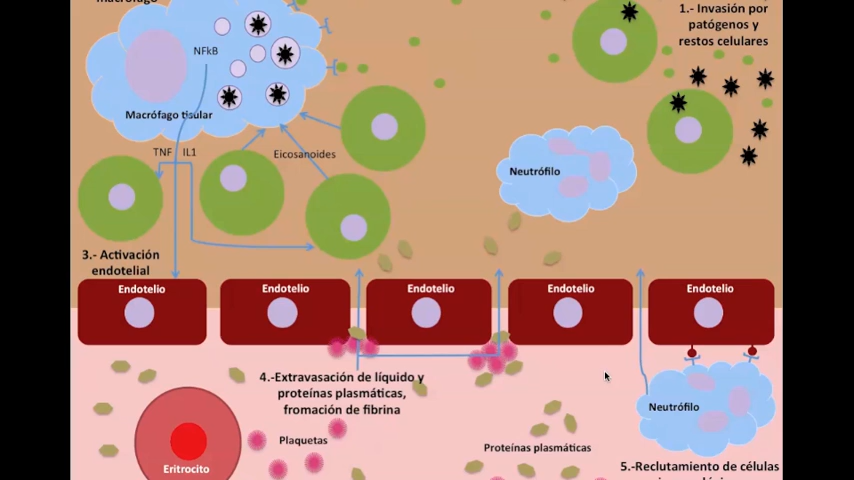 macrófago
1.- Invasión por
patógenos y
restos celulares
NFkB
Macrófago tisular
TNF
IL1
Eicosanoides
Neutrófilo
3.- Activación
endotelial
Endotelio
Endotelio
Endotelio
Endotelio
Endotelio
4.-Extravasación de líquido y
proteínas plasmáticas,
fromación de fibrina
Neutrófilo
Plaquetas
Proteínas plasmáticas
Eritrocito
5.-Reclutamiento de células